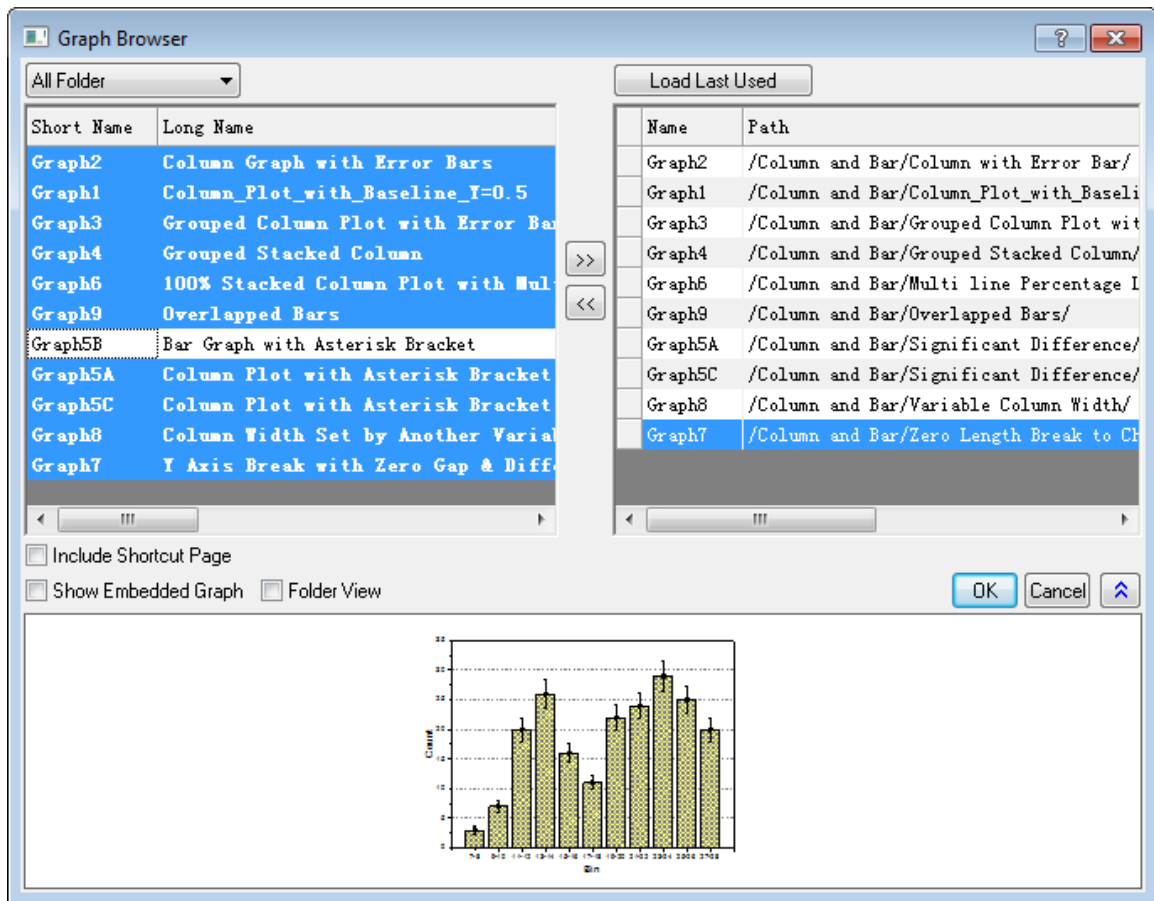 Graph Browser
All Folder
Load Last Used
Short Name Long Name
Graph2 Column Graph with Error Bars
Graph1 Column_Plot_with_Baseline_Y=0.5
Graph3 Grouped Column Plot with Error Bar
Graph4 Grouped Stacked Column
Graph6 100% Stacked Column Plot with Mul
Graph9 Overlapped Bars
Graph5B Bar Graph with Asterisk Bracket
Graph5A Column Plot with Asterisk Bracket
Graph5C Column Plot with Asterisk Bracket
Graph8 Column Width Set by Another Varia
Graph7 Y Axis Break with Zero Gap & Diff
>>
<<
Name Path
Graph2 /Column and Bar/Column with Error Bar/
Graph1 /Column and Bar/Column_Plot_with_Baseli
Graph3 /Column and Bar/Grouped Column Plot wit
Graph4 /Column and Bar/Grouped Stacked Column/
Graph6 /Column and Bar/Multi line Percentage
Graph9 /Column and Bar/Overlapped Bars/
Graph5A /Column and Bar/Significant Difference/
Graph5C /Column and Bar/Significant Difference/
Graph8 /Column and Bar/Variable Column Width/
Graph7 /Column and Bar/Zero Length Break to Ch
Include Shortcut Page
Show Embedded Graph Folder View
OK Cancel
Count
Bin